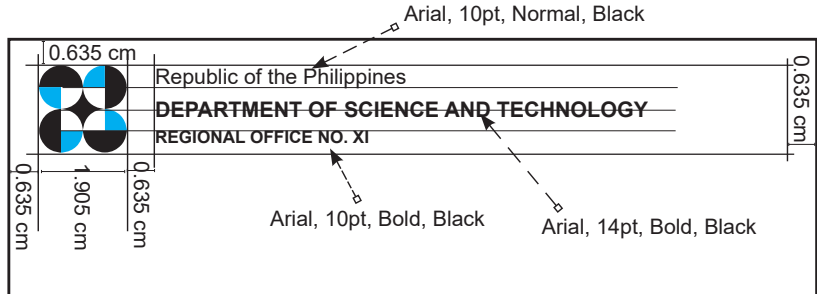 Arial, 10pt, Normal, Black
0.635 cm
Republic of the Philippines
DEPARTMENT OF SCIENCE AND TECHNOLOGY
REGIONAL OFFICE NO. XI
0.635 cm
0.635 cm
1.905 cm
0.635 cm
Arial, 10pt, Bold, Black
Arial, 14pt, Bold, Black